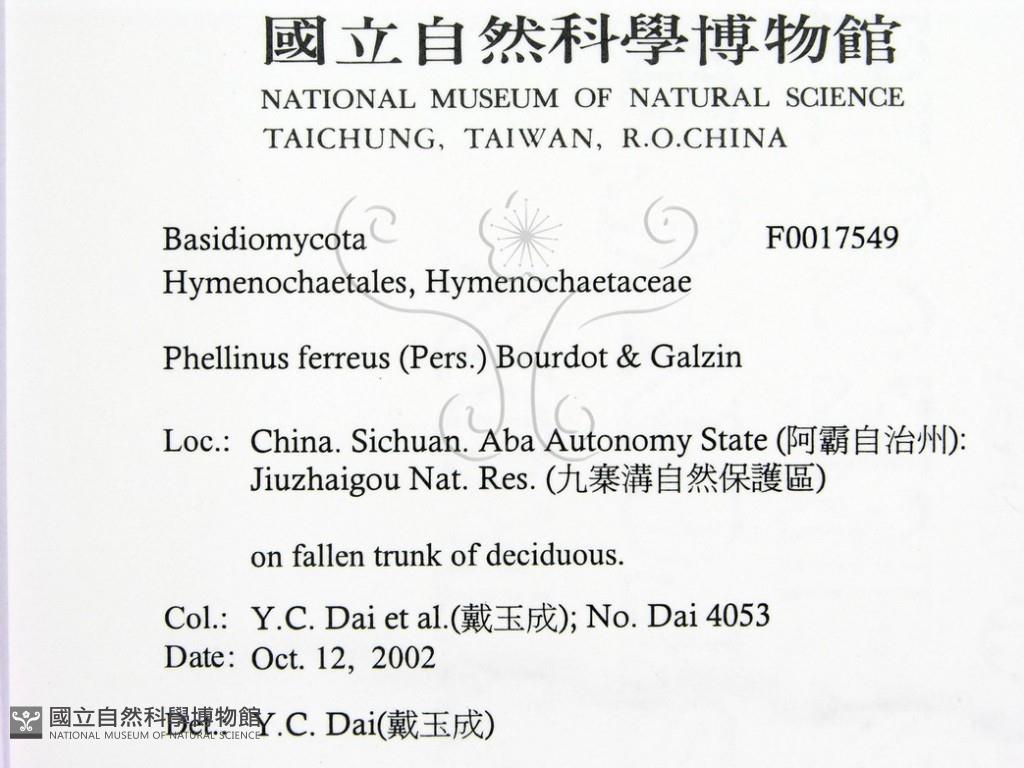 國立自然科學博物館
NATIONAL MUSEUM OF NATURAL SCIENCE
TAICHUNG, TAIWAN, R.O.CHINA
Basidiomycota F0017549
Hymenochaetales, Hymenochaetaceae
Phellinus ferreus (Pers.) Bourdot & Galzin
Loc.: China. Sichuan. Aba Autonomy State (阿霸自治州):
Jiuzhaigou Nat. Res. (九寨溝自然保護區)
on fallen trunk of deciduous.
Col.: Y.C. Dai et al.(戴玉成); No. Dai 4053
Date: Oct. 12, 2002
Det.: Y.C. Dai(戴玉成)
國立自然科學博物館
NATIONAL MUSEUM OF NATURAL SCIENCE